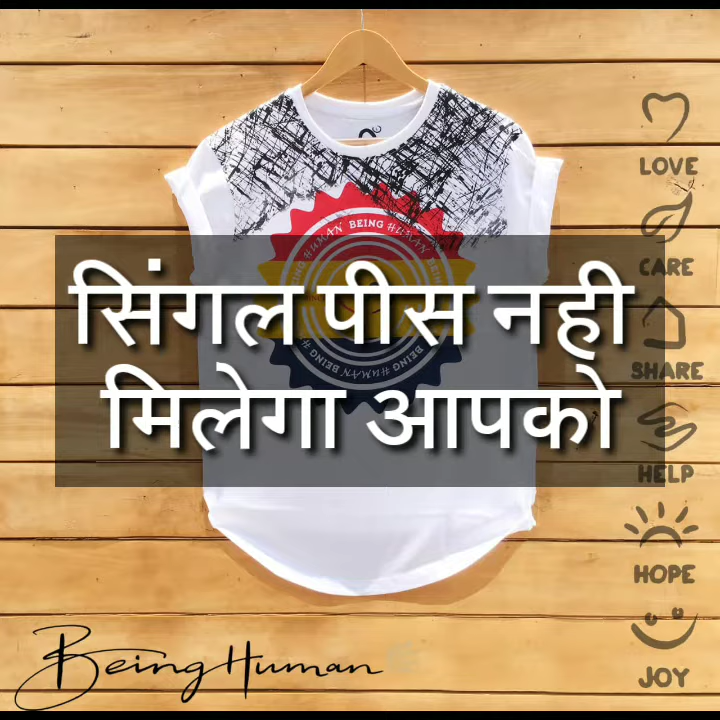 BEING HUMAN
LOVE
CARE
सिंगल पीस नही
मिलेगा आपको
SHARE
HELP
HOPE
JOY
Being Human